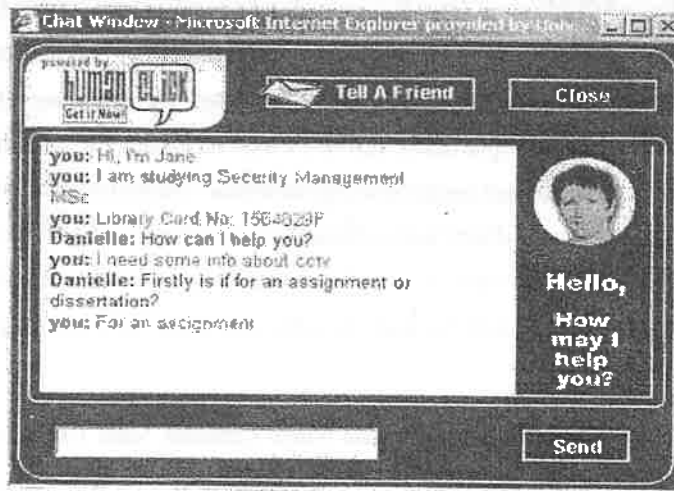 Chat Window - Microsoft Internet Explorer provided by
powered by
HUMAN CLICK
Get it Now!
Tell A Friend
Close
you: Hi, I'm Jane
you: I am studying Security Management
MSc
you: Library Card No:
Danielle: How can I help you?
you: I need some info about cctv
Danielle: Firstly is if for an assignment or
dissertation?
you: For an assignment
Hello,
How
may I
help
you?
Send